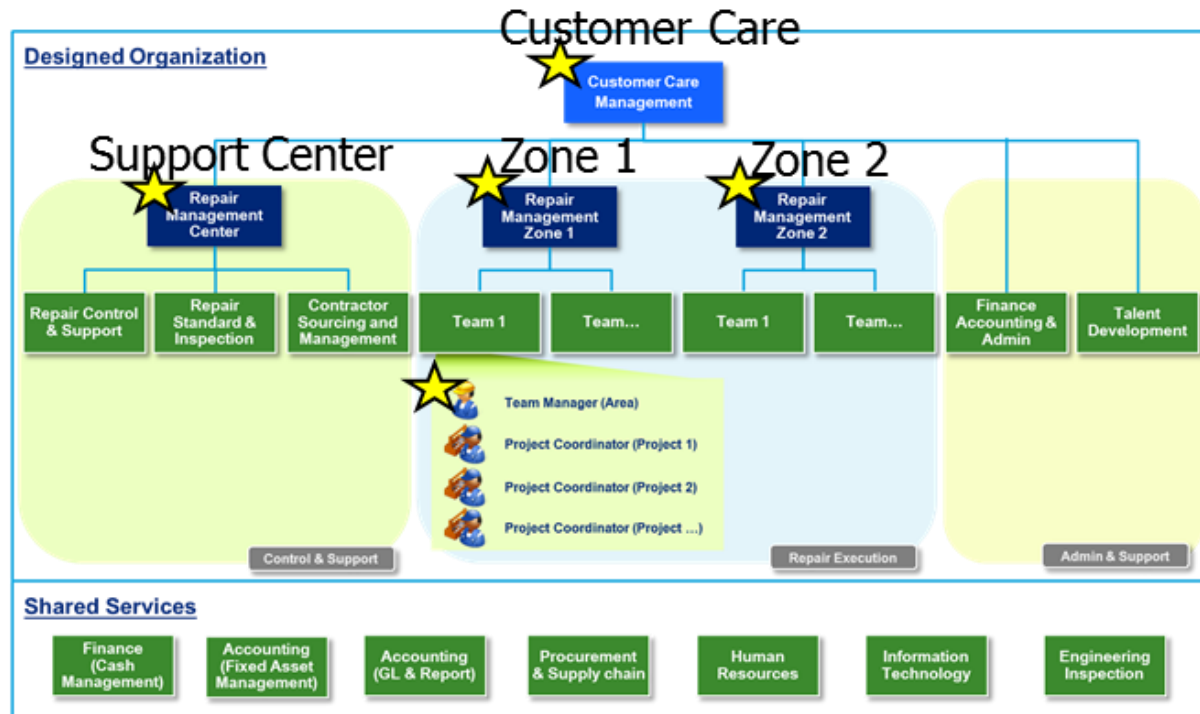 Customer Care
Designed Organization
Customer Care
Management
Support Center
Zone 1
Zone 2
Repair
Management
Center
Repair
Management
Zone 1
Repair
Management
Zone 2
Repair Control
& Support
Repair
Standard &
Inspection
Contractor
Sourcing and
Management
Team 1
Team...
Team 1
Team...
Finance
Accounting &
Admin
Talent
Development
Team Manager (Area)
Project Coordinator (Project 1)
Project Coordinator (Project 2)
Project Coordinator (Project ...)
Control & Support
Repair Execution
Admin & Support
Shared Services
Finance
(Cash
Management)
Accounting
(Fixed Asset
Management)
Accounting
(GL & Report)
Procurement
& Supply chain
Human
Resources
Information
Technology
Engineering
Inspection